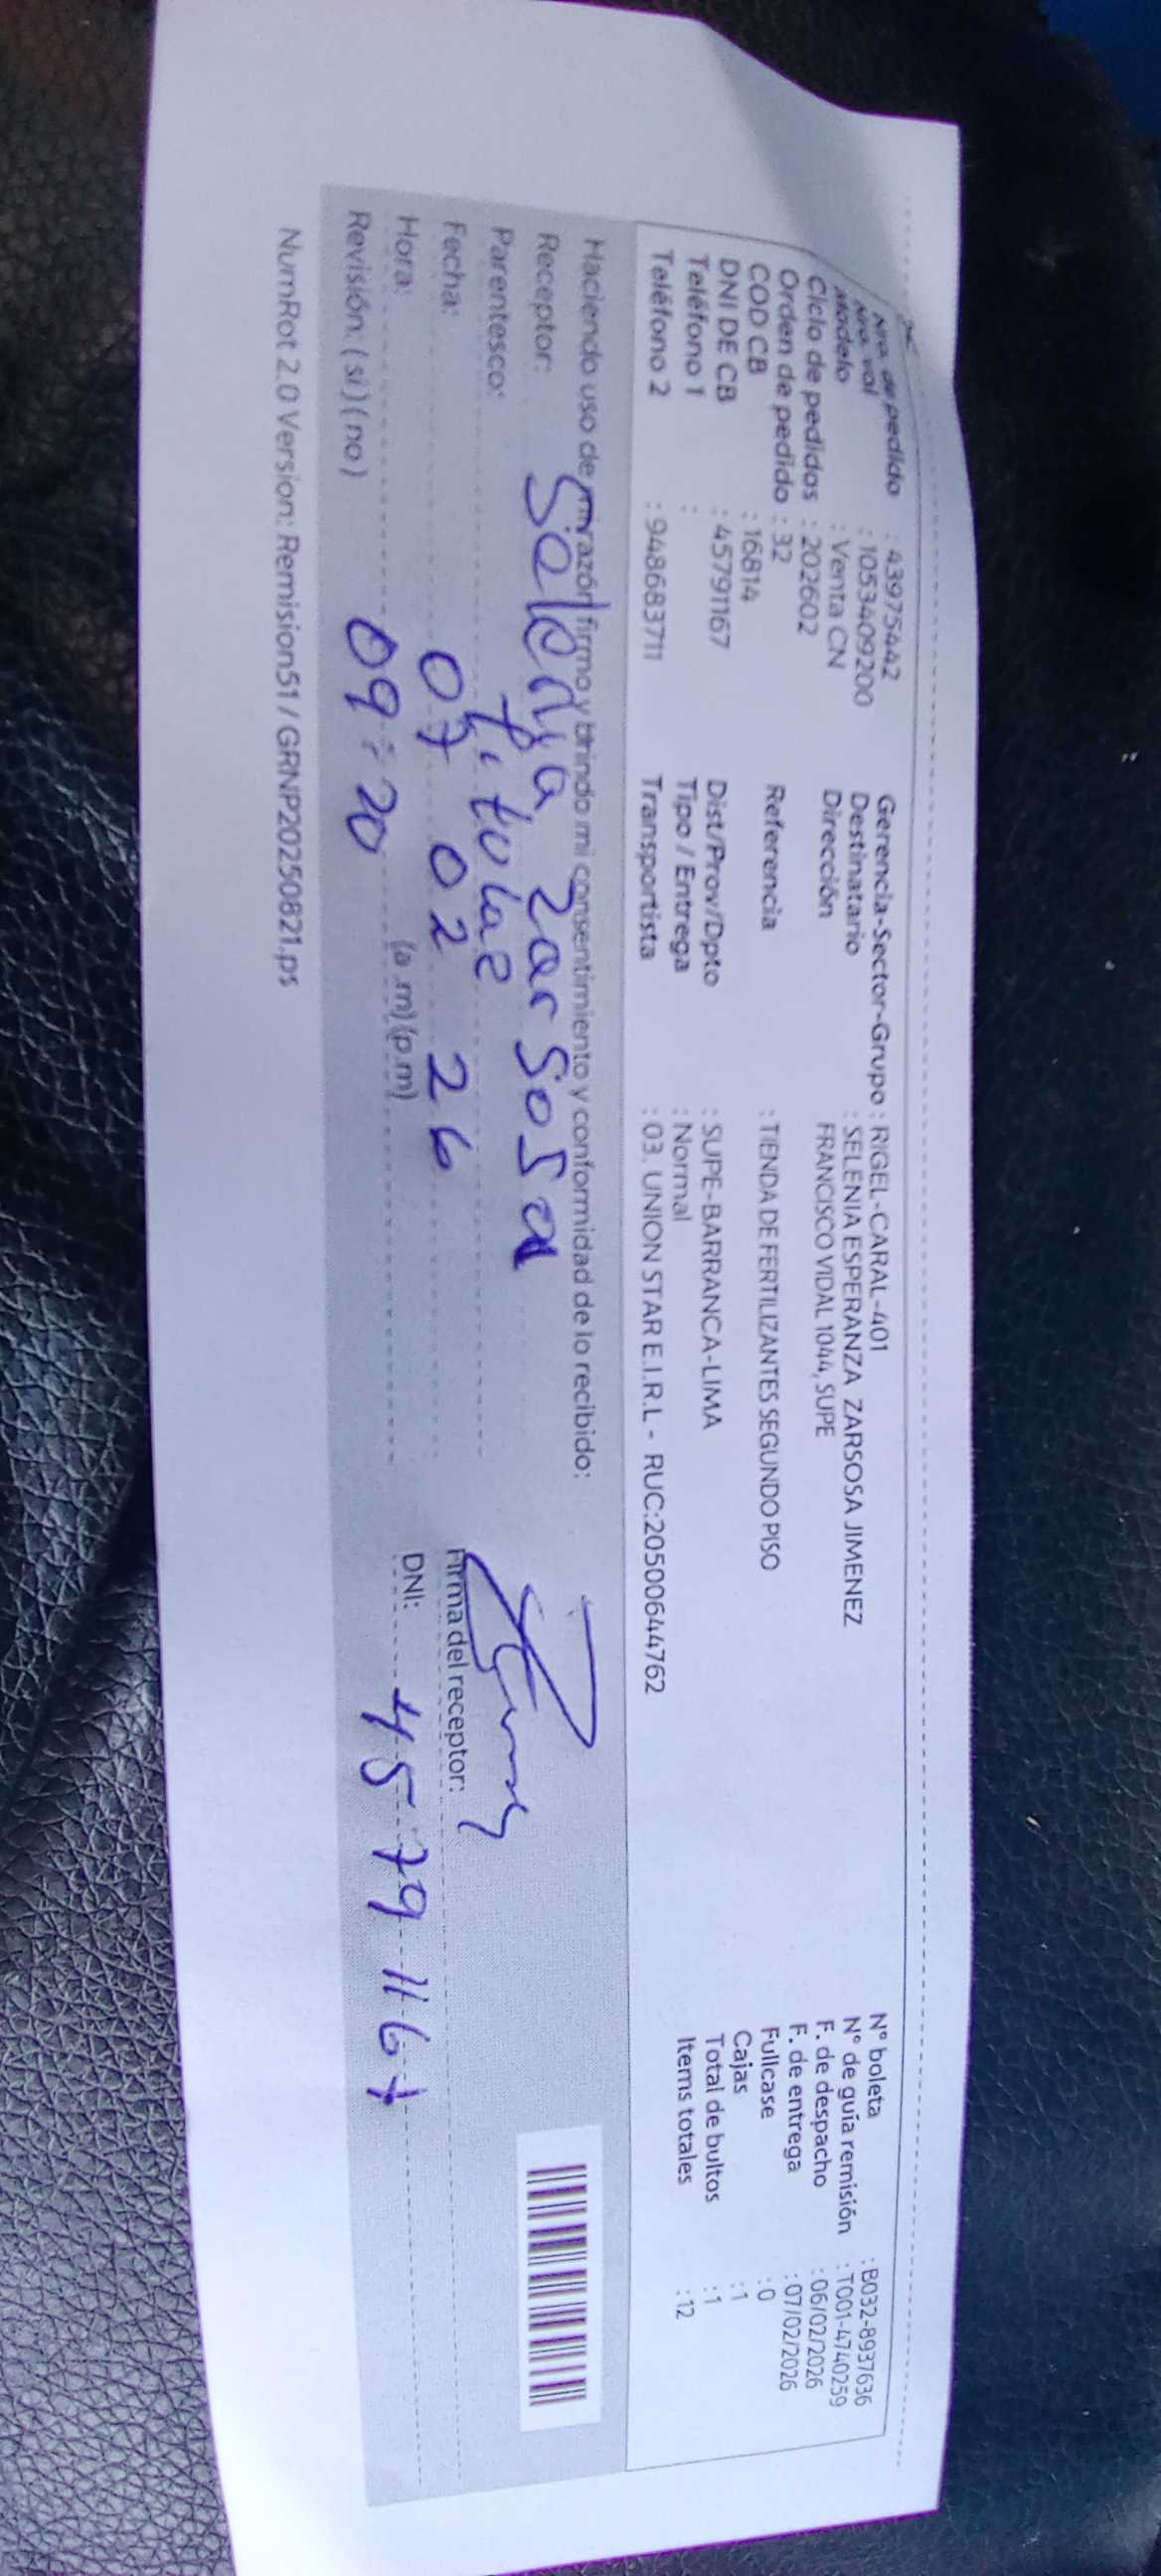 Nro. de pedido : 43975442
Nro. val : 1053409200
Modelo : Venta CN
Ciclo de pedidos : 202602
Orden de pedido : 32
COD CB : 16814
DNI DE CB : 45791167
Teléfono 1 :
Teléfono 2 : 948683711
Gerencia-Sector-Grupo : RIGEL-CARAL-401
Destinatario : SELENIA ESPERANZA ZARSOSA JIMENEZ
Dirección FRANCISCO VIDAL 1044, SUPE
Referencia : TIENDA DE FERTILIZANTES SEGUNDO PISO
Dist/Prov/Dpto : SUPE-BARRANCA-LIMA
Tipo / Entrega : Normal
Transportista : 03. UNION STAR E.I.R.L - RUC:20500644762
N° boleta : B032-8937636
N° de guía remisión : T001-4740259
F. de despacho : 06/02/2026
F. de entrega : 07/02/2026
Fullcase : 0
Cajas : 1
Total de bultos : 1
Items totales : 12
Haciendo uso de mi razón firmo y brindo mi consentimiento y conformidad de lo recibido:
Receptor: Selenia Zarsosa
Parentesco: titular
Fecha: 07 02 26
Hora: 09:20 (a.m) (p.m)
Revisión: (si) (no)
Firma del receptor:
DNI: 45791167
NumRot 2.0 Version: Remision51 / GRNP20250821.ps